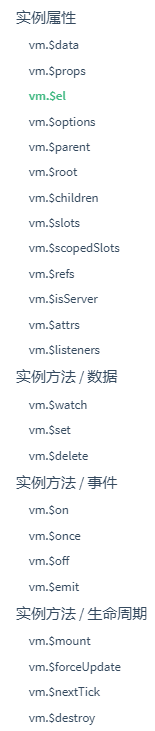 实例属性
vm.$data
vm.$props
vm.$el
vm.$options
vm.$parent
vm.$root
vm.$children
vm.$slots
vm.$scopedSlots
vm.$refs
vm.$isServer
vm.$attrs
vm.$listeners
实例方法 / 数据
vm.$watch
vm.$set
vm.$delete
实例方法 / 事件
vm.$on
vm.$once
vm.$off
vm.$emit
实例方法 / 生命周期
vm.$mount
vm.$forceUpdate
vm.$nextTick
vm.$destroy